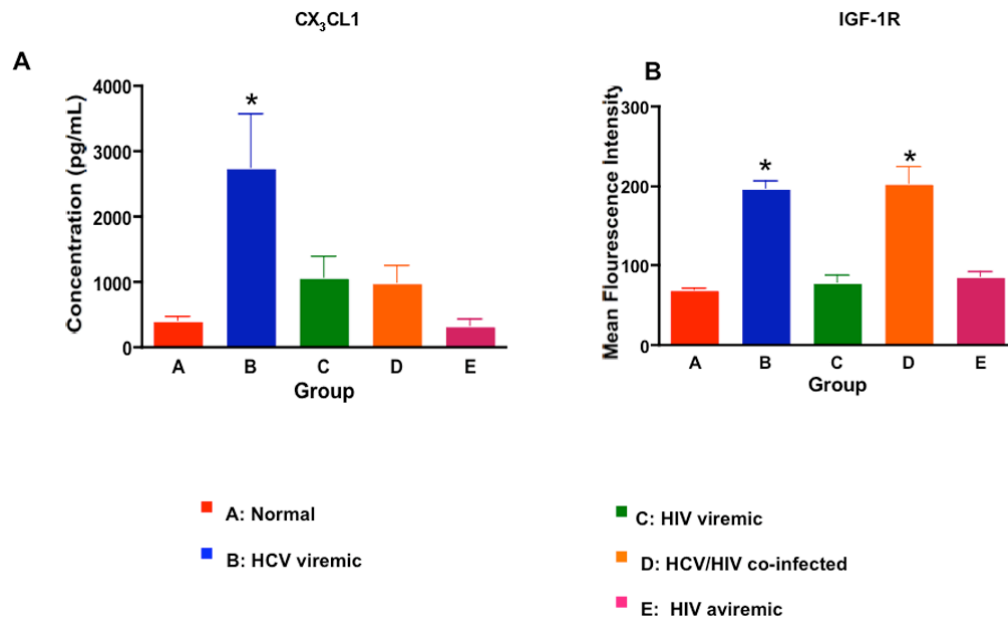 CX₃CL1
IGF-1R
A
B
Concentration (pg/mL)
4000
3000
2000
1000
0
*
A B C D E
Group
Mean Flourescence Intensity
300
200
100
0
*
*
A B C D E
Group
A: Normal
B: HCV viremic
C: HIV viremic
D: HCV/HIV co-infected
E: HIV aviremic